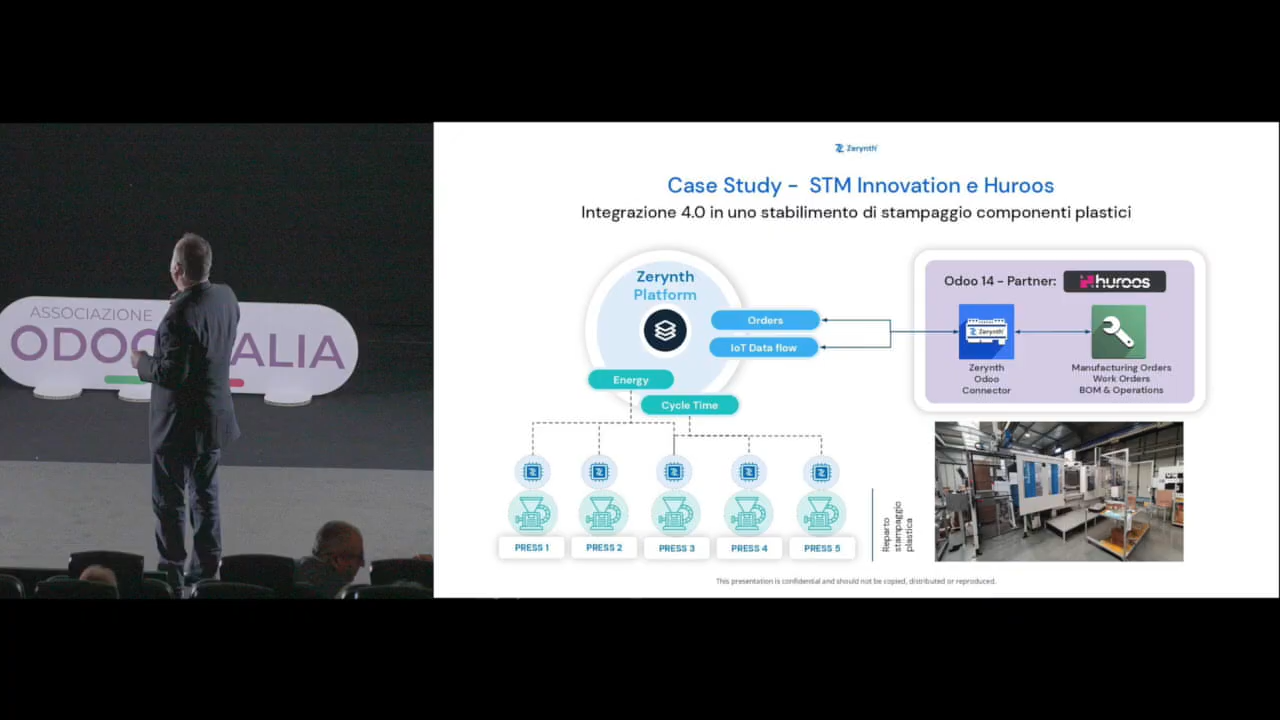 ASSOCIAZIONE
ODOO
ALIA
Zerynth
Case Study - STM Innovation e Huroos
Integrazione 4.0 in uno stabilimento di stampaggio componenti plastici
Zerynth
Platform
Orders
IoT Data flow
Energy
Cycle Time
Odoo 14 - Partner: huroos
Zerynth
Zerynth
Odoo
Connector
Manufacturing Orders
Work Orders
BOM & Operations
PRESS 1
PRESS 2
PRESS 3
PRESS 4
PRESS 5
Reparto
stampaggio
plastica
This presentation is confidential and should not be copied, distributed or reproduced.